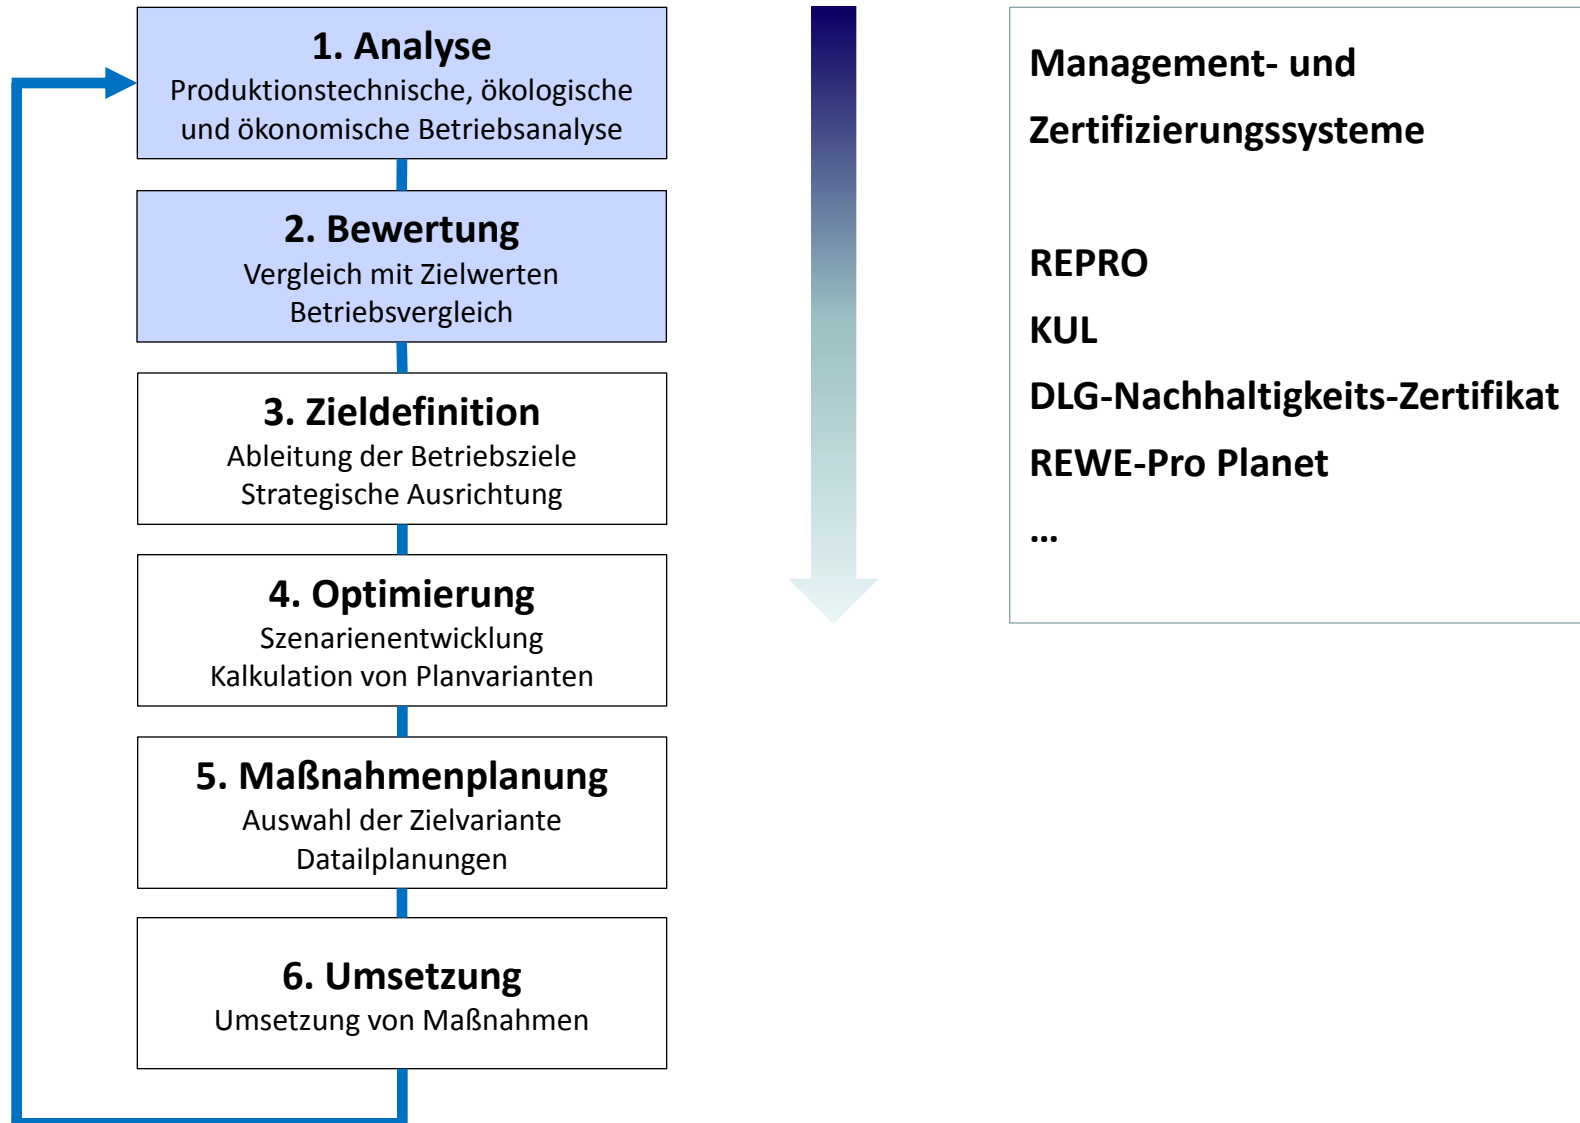 1. Analyse
Produktionstechnische, ökologische
und ökonomische Betriebsanalyse
2. Bewertung
Vergleich mit Zielwerten
Betriebsvergleich
3. Zieldefinition
Ableitung der Betriebsziele
Strategische Ausrichtung
4. Optimierung
Szenarienentwicklung
Kalkulation von Planvarianten
5. Maßnahmenplanung
Auswahl der Zielvariante
Datailplanungen
6. Umsetzung
Umsetzung von Maßnahmen
Management- und
Zertifizierungssysteme
REPRO
KUL
DLG-Nachhaltigkeits-Zertifikat
REWE-Pro Planet
...